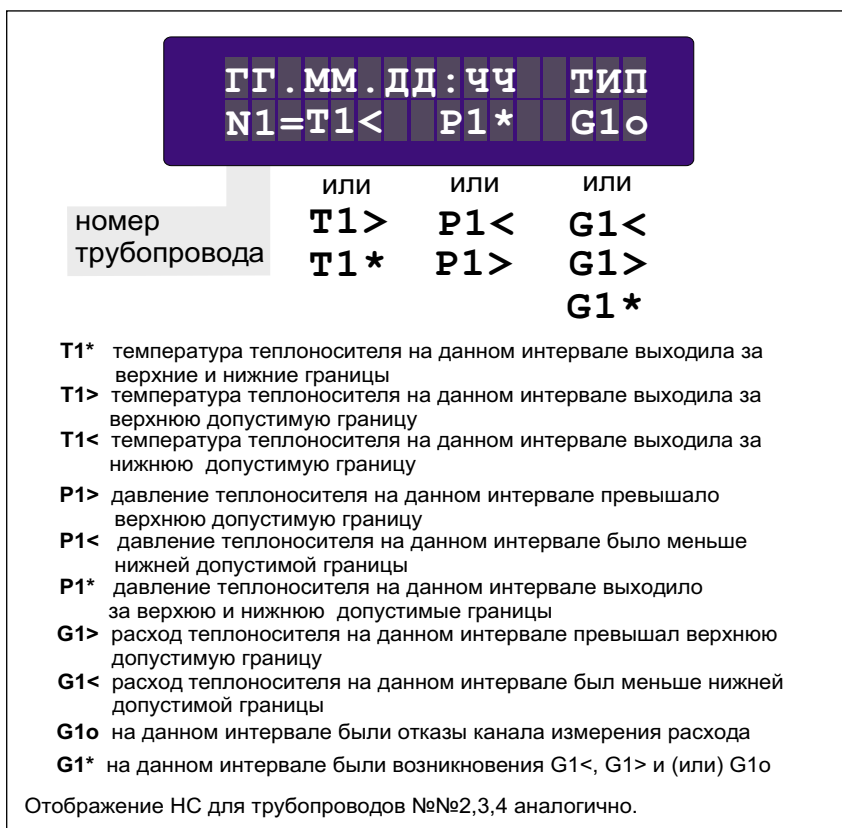 ГГ.ММ.ДД:ЧЧ ТИП
N1=T1< P1* G1o
или или или
номер трубопровода
T1> P1< G1<
T1* P1> G1>
G1*
T1* температура теплоносителя на данном интервале выходила за
верхние и нижние границы
T1> температура теплоносителя на данном интервале выходила за
верхнюю допустимую границу
T1< температура теплоносителя на данном интервале выходила за
нижнюю допустимую границу
P1> давление теплоносителя на данном интервале превышало
верхнюю допустимую границу
P1< давление теплоносителя на данном интервале было меньше
нижней допустимой границы
P1* давление теплоносителя на данном интервале выходило
за верхюю и нижнюю допустимые границы
G1> расход теплоносителя на данном интервале превышал верхнюю
допустимую границу
G1< расход теплоносителя на данном интервале был меньше нижней
допустимой границы
G1o на данном интервале были отказы канала измерения расхода
G1* на данном интервале были возникновения G1<, G1> и (или) G1o
Отображение НС для трубопроводов №№2,3,4 аналогично.